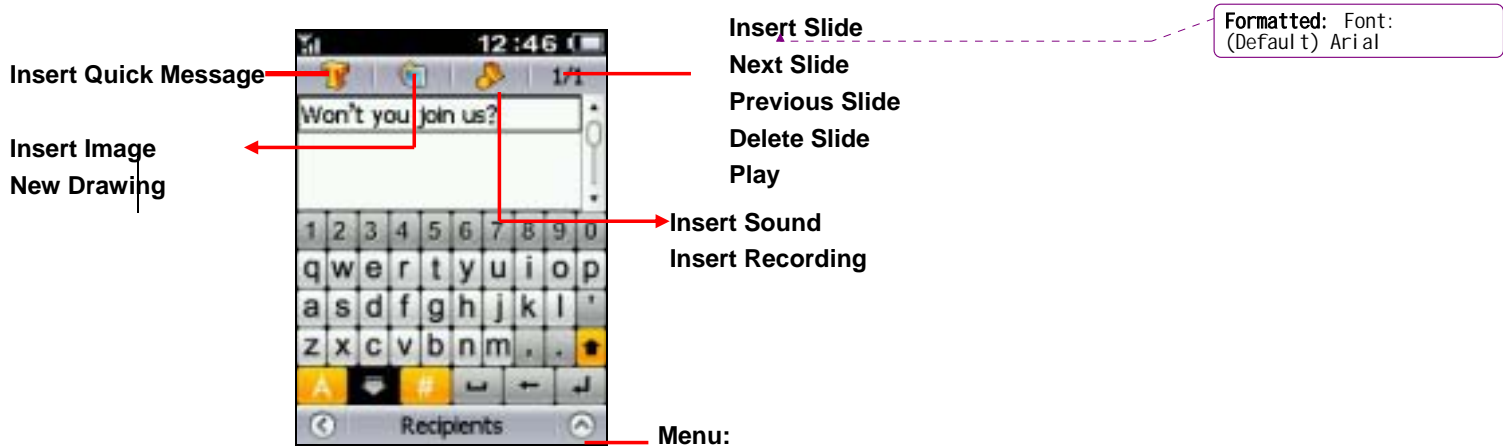 Insert Quick Message
Insert Image
New Drawing
12:46
1/1
Won't you join us?
1 2 3 4 5 6 7 8 9 0
q w e r t y u i o p
a s d f g h j k l '
z x c v b n m , .
A #
Recipients
Insert Slide
Next Slide
Previous Slide
Delete Slide
Play
Insert Sound
Insert Recording
Menu:
Formatted: Font:
(Default) Arial